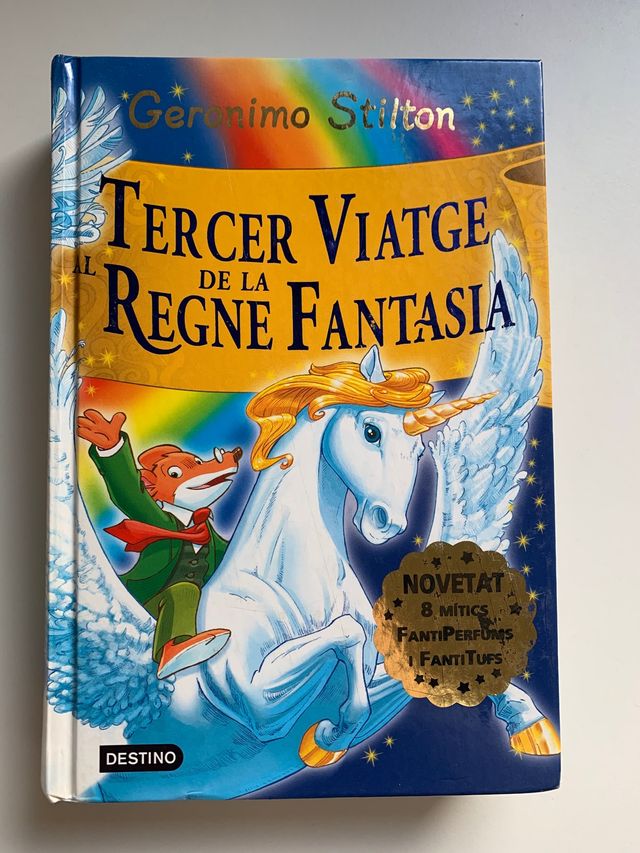 Geronimo Stilton
TERCER VIATGE
AL
DE LA
REGNE FANTASIA
NOVETAT
8 MÍTICS
FANTIPERFUMS
I FANTITUFS
DESTINO